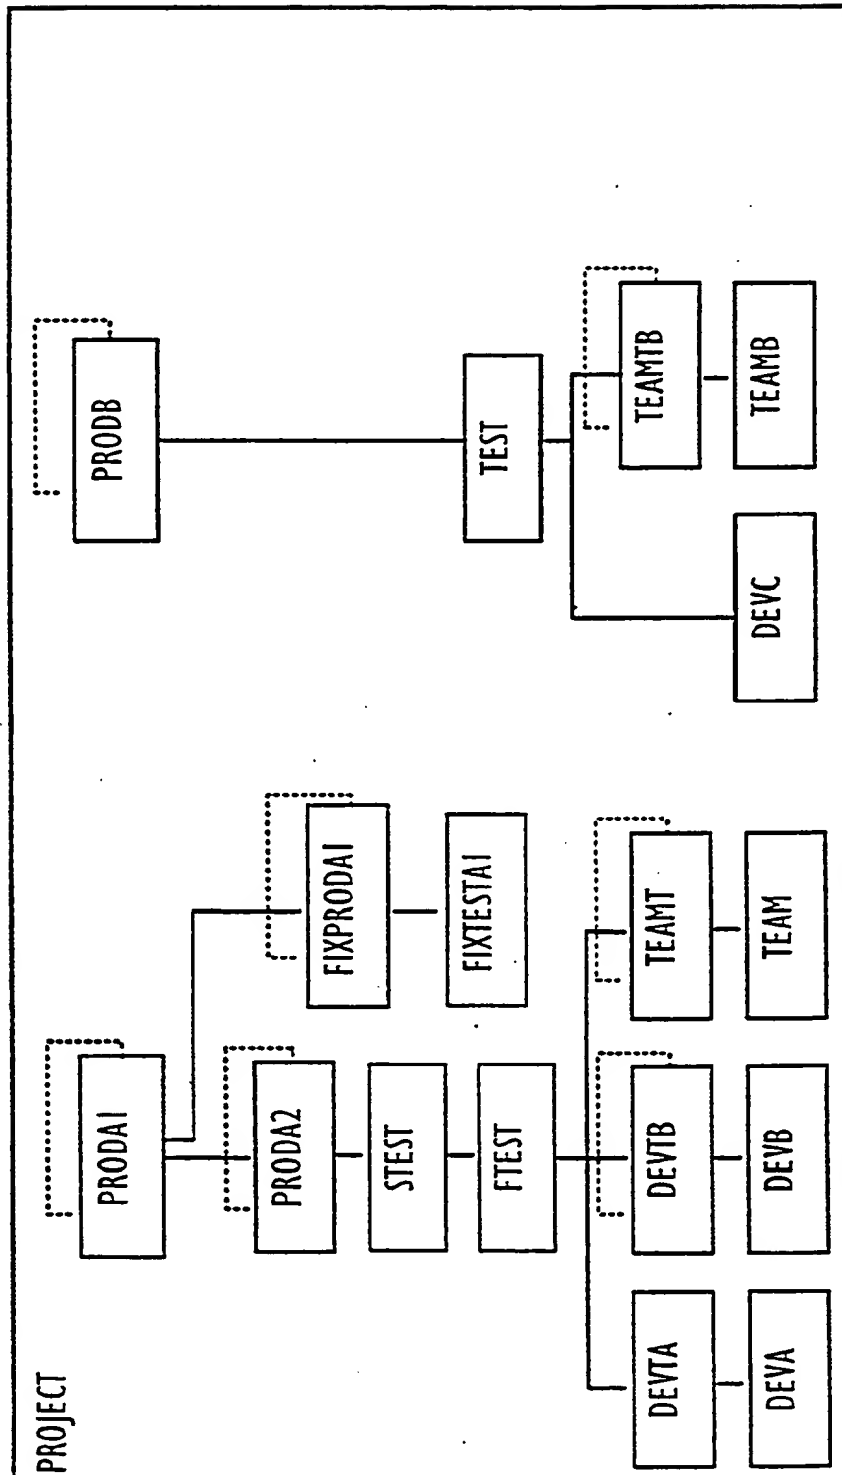 PROJECT
PRODA1
PRODB
PRODA2
FIXPRODA1
STEST
FIXTESTA1
FTEST
TEST
DEVTA
DEVTB
TEAMT
TEAMTB
DEVA
DEVB
TEAM
DEVC
TEAMB